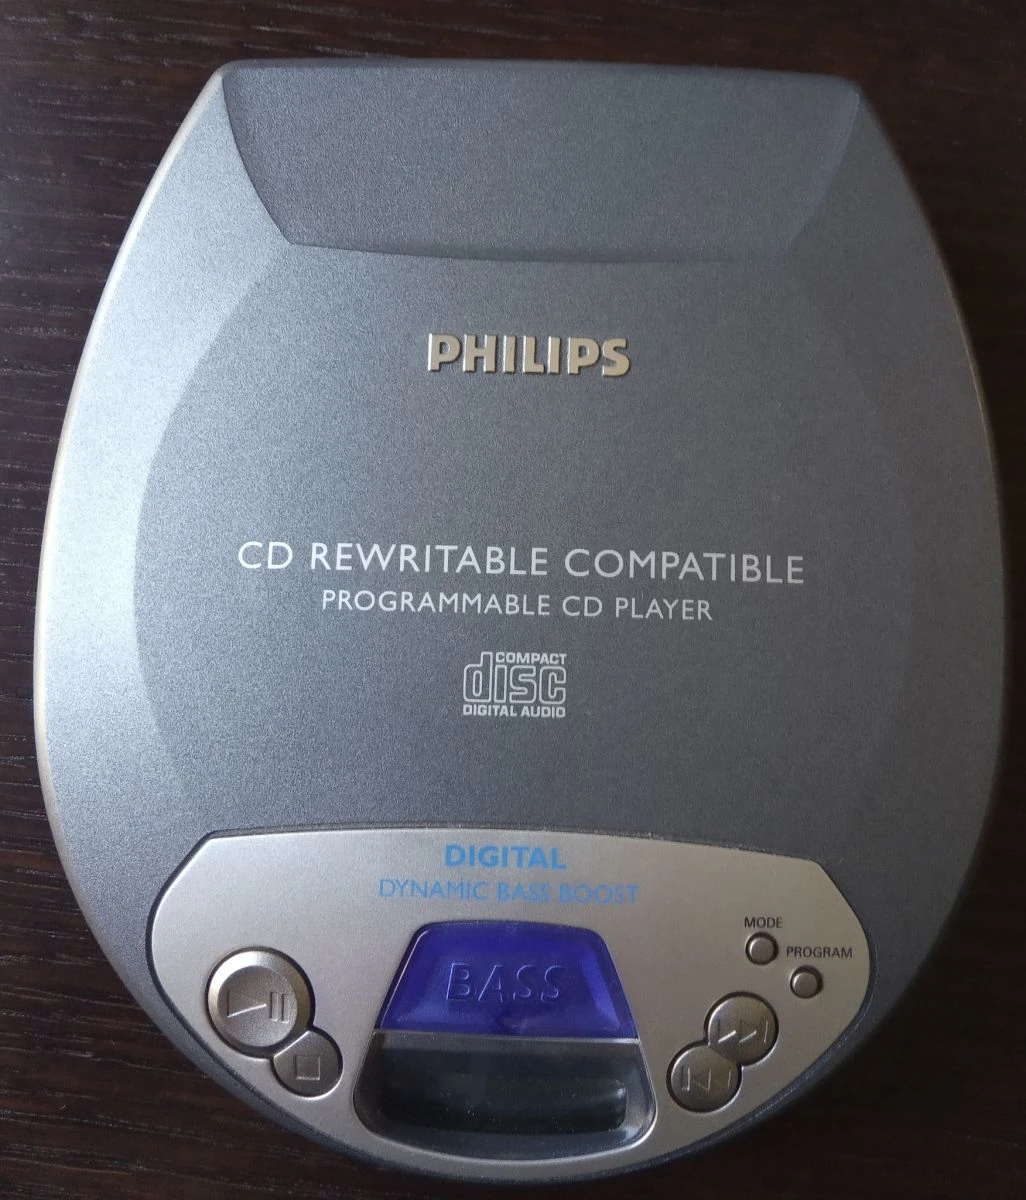 PHILIPS
CD REWRITABLE COMPATIBLE
PROGRAMMABLE CD PLAYER
COMPACT
disc
DIGITAL AUDIO
DIGITAL
DYNAMIC BASS BOOST
MODE
PROGRAM
BASS